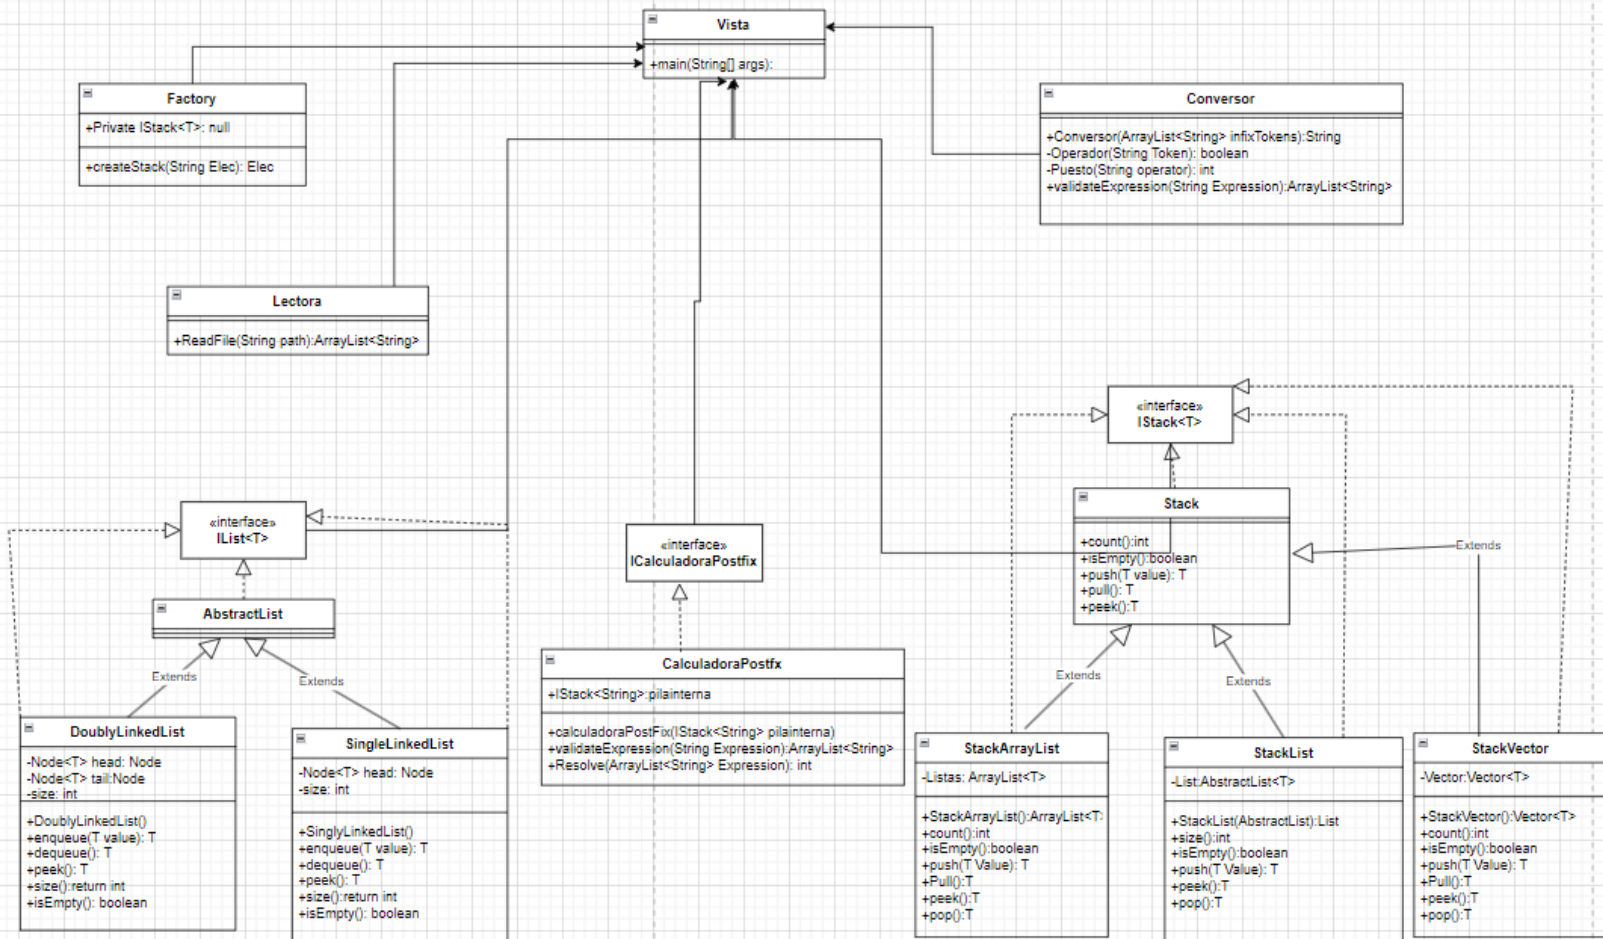 Vista
+main(String[] args):
Factory
+Private IStack<T>: null
+createStack(String Elec): Elec
Conversor
+Conversor(ArrayList<String> infixTokens):String
-Operador(String Token): boolean
-Puesto(String operator): int
+validateExpression(String Expression):ArrayList<String>
Lectora
+ReadFile(String path):ArrayList<String>
«interface»
IStack<T>
Stack
+count():int
+isEmpty():boolean
+push(T value): T
+pull(): T
+peek():T
«interface»
IList<T>
«interface»
ICalculadoraPostfix
Extends
AbstractList
Extends
Extends
CalculadoraPostfx
+IStack<String>:pilainterna
+calculadoraPostFix(IStack<String> pilainterna)
+validateExpression(String Expression):ArrayList<String>
+Resolve(ArrayList<String> Expression): int
Extends
Extends
DoublyLinkedList
-Node<T> head: Node
-Node<T> tail:Node
-size: int
+DoublyLinkedList()
+enqueue(T value): T
+dequeue(): T
+peek(): T
+size():return int
+isEmpty(): boolean
SingleLinkedList
-Node<T> head: Node
-size: int
+SinglyLinkedList()
+enqueue(T value): T
+dequeue(): T
+peek(): T
+size():return int
+isEmpty(): boolean
StackArrayList
-Listas: ArrayList<T>
+StackArrayList():ArrayList<T>
+count():int
+isEmpty():boolean
+push(T Value): T
+Pull():T
+peek():T
+pop():T
StackList
-List:AbstractList<T>
+StackList(AbstractList):List
+size():int
+isEmpty():boolean
+push(T Value): T
+peek():T
+pop():T
StackVector
-Vector:Vector<T>
+StackVector():Vector<T>
+count():int
+isEmpty():boolean
+push(T Value): T
+Pull():T
+peek():T
+pop():T